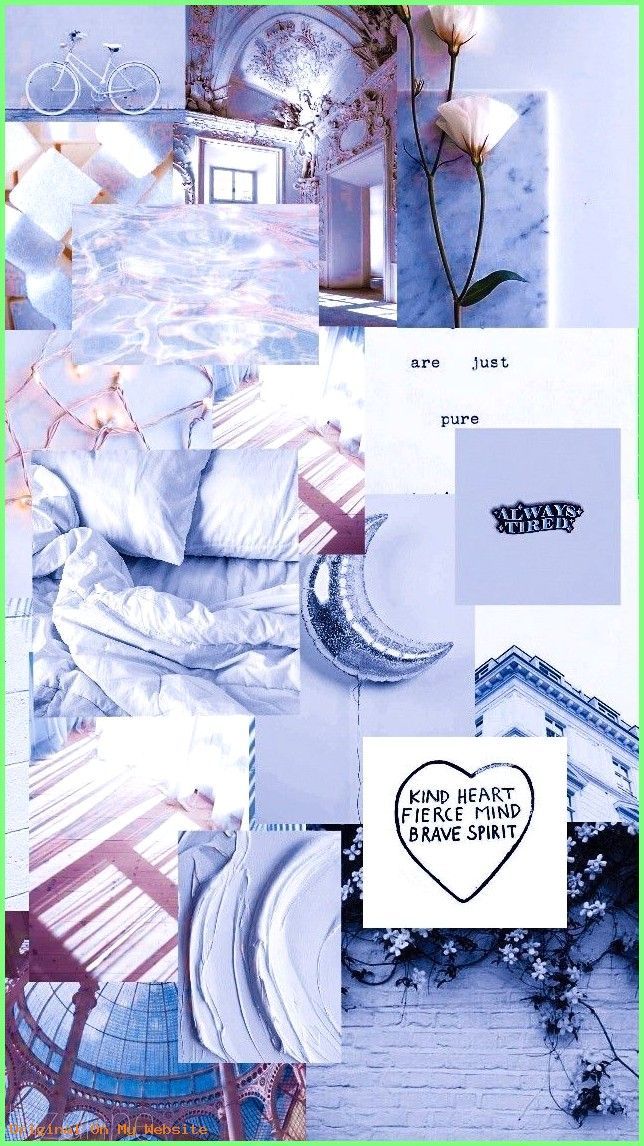 are just
pure
ALWAYS
TIRED
KIND HEART
FIERCE MIND
BRAVE SPIRIT
Original On My Website